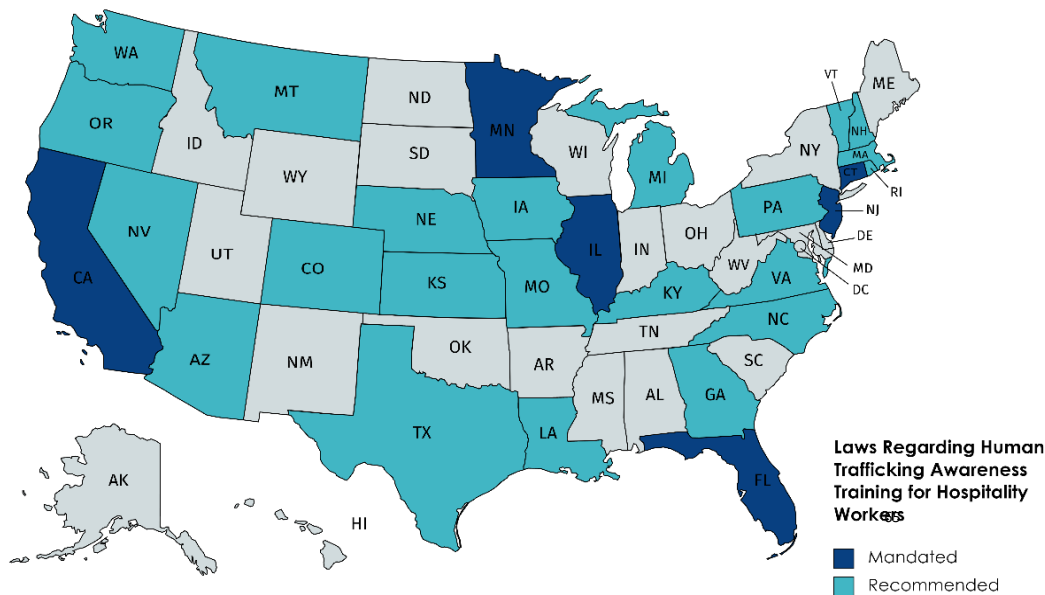 WA
MT
ND
MN
VT
ME
OR
ID
SD
WI
NY
NH
MA
CT
RI
WY
MI
NE
IA
PA
NJ
NV
UT
CO
IL
IN
OH
DE
CA
KS
MO
WV
VA
MD
DC
KY
NC
AZ
NM
OK
AR
TN
SC
MS
AL
GA
TX
LA
FL
AK
HI
Laws Regarding Human
Trafficking Awareness
Training for Hospitality
Workers
Mandated
Recommended